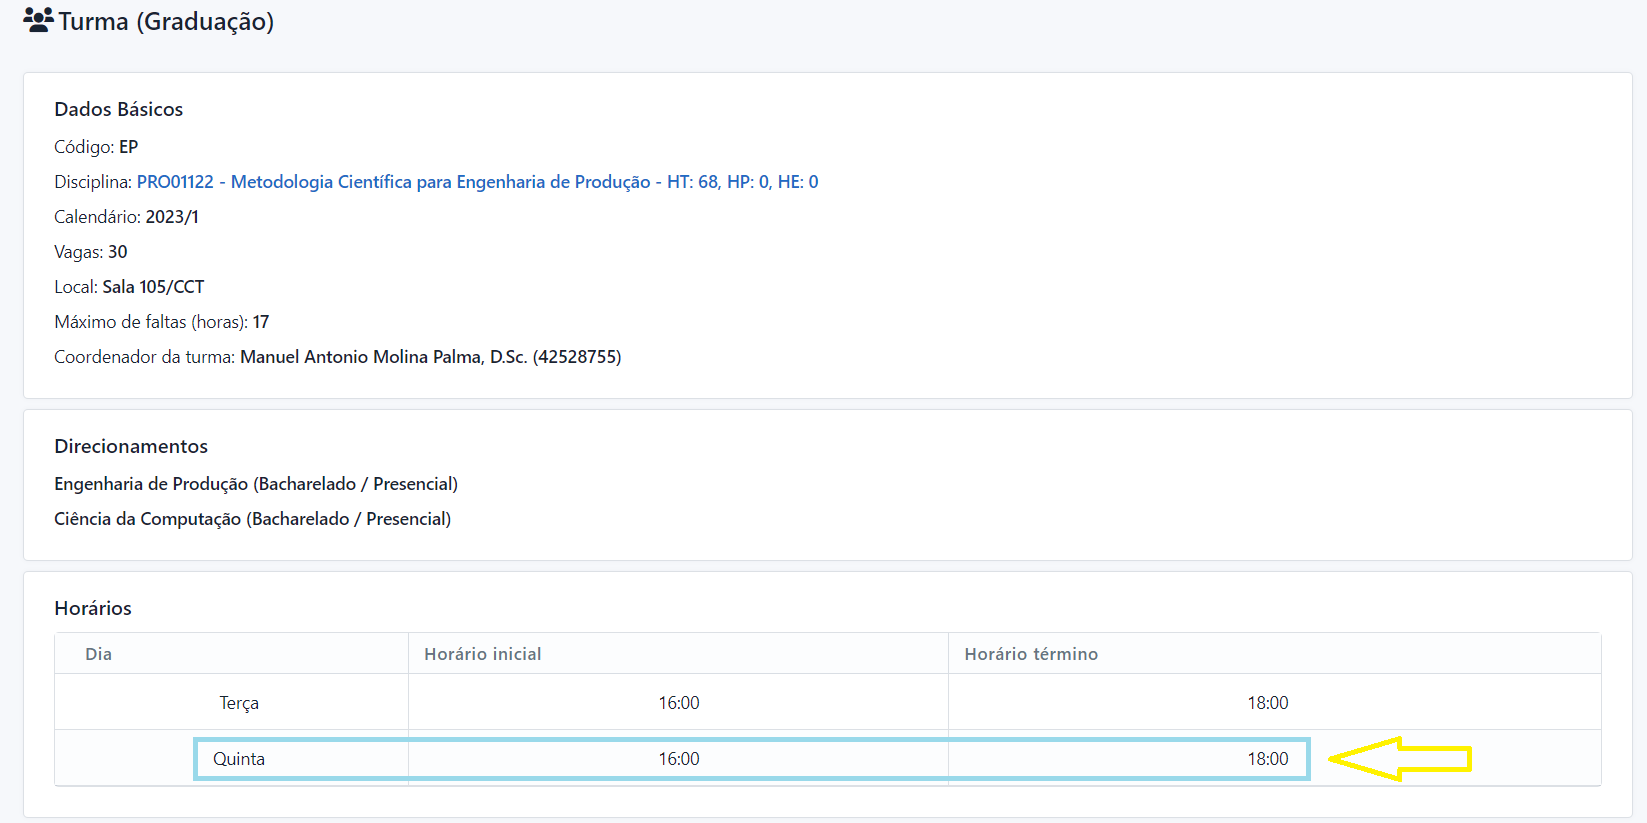 Turma (Graduação)
Dados Básicos
Código: EP
Disciplina: PRO01122 - Metodologia Científica para Engenharia de Produção - HT: 68, HP: 0, HE: 0
Calendário: 2023/1
Vagas: 30
Local: Sala 105/CCT
Máximo de faltas (horas): 17
Coordenador da turma: Manuel Antonio Molina Palma, D.Sc. (42528755)
Direcionamentos
Engenharia de Produção (Bacharelado / Presencial)
Ciência da Computação (Bacharelado / Presencial)
Horários
Dia Horário inicial Horário término
Terça 16:00 18:00
Quinta 16:00 18:00